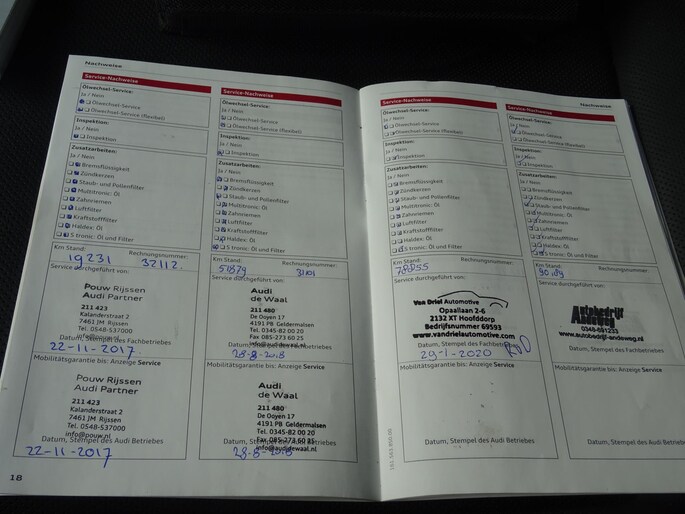 Nachweise
Service-Nachweise
Ölwechsel-Service:
Ja / Nein
Ölwechsel-Service
Ölwechsel-Service (flexibel)
Inspektion:
Ja / Nein
Inspektion
Zusatzarbeiten:
Ja / Nein
Bremsflüssigkeit
Zündkerzen
Staub- und Pollenfilter
Multitronic: Öl
Zahnriemen
Luftfilter
Kraftstofffilter
Haldex: Öl
S tronic: Öl und Filter
Km Stand: Rechnungsnummer:
19231 32112
Service durchgeführt von:
Pouw Rijssen
Audi Partner
211 423
Kalanderstraat 2
7461 JM Rijssen
Tel. 0548-537000
Datum, Stempel des Fachbetriebes
22-11-2017
Mobilitätsgarantie bis: Anzeige Service
Pouw Rijssen
Audi Partner
211 423
Kalanderstraat 2
7461 JM Rijssen
Tel. 0548-537000
info@pouw.nl
Datum, Stempel des Audi Betriebes
22-11-2017
18
Service-Nachweise
Ölwechsel-Service:
Ja / Nein
Ölwechsel-Service
Ölwechsel-Service (flexibel)
Inspektion:
Ja / Nein
Inspektion
Zusatzarbeiten:
Ja / Nein
Bremsflüssigkeit
Zündkerzen
Staub- und Pollenfilter
Multitronic: Öl
Zahnriemen
Luftfilter
Kraftstofffilter
Haldex: Öl
S tronic: Öl und Filter
Km Stand: Rechnungsnummer:
51879 31101
Service durchgeführt von:
Audi
de Waal
211 480
De Ooyen 17
4191 PB Geldermalsen
Tel. 0345-82 00 20
Fax 085-273 60 25
info@audidewaal.nl
Datum, Stempel des Fachbetriebes
28-8-2018
Mobilitätsgarantie bis: Anzeige Service
Audi
de Waal
211 480
De Ooyen 17
4191 PB Geldermalsen
Tel. 0345-82 00 20
Fax 085-273 60 25
info@audidewaal.nl
Datum, Stempel des Audi Betriebes
28-8-2018
Service-Nachweise
Ölwechsel-Service:
Ja / Nein
Ölwechsel-Service
Ölwechsel-Service (flexibel)
Inspektion:
Ja / Nein
Inspektion
Zusatzarbeiten:
Ja / Nein
Bremsflüssigkeit
Zündkerzen
Staub- und Pollenfilter
Multitronic: Öl
Zahnriemen
Luftfilter
Kraftstofffilter
Haldex: Öl
S tronic: Öl und Filter
Km Stand: Rechnungsnummer:
Service durchgeführt von:
Van Driel Automotive
Opaallaan 2-6
2132 XT Hoofddorp
Bedrijfsnummer 69593
www.vandrielautomotive.com
Datum, Stempel des Fachbetriebes
29-1-2020
Mobilitätsgarantie bis: Anzeige Service
Datum, Stempel des Audi Betriebes
Nachweise
Service-Nachweise
Ölwechsel-Service:
Ja / Nein
Ölwechsel-Service
Ölwechsel-Service (flexibel)
Inspektion:
Ja / Nein
Inspektion
Zusatzarbeiten:
Ja / Nein
Bremsflüssigkeit
Zündkerzen
Staub- und Pollenfilter
Multitronic: Öl
Zahnriemen
Luftfilter
Kraftstofffilter
Haldex: Öl
S tronic: Öl und Filter
Km Stand: Rechnungsnummer:
Service durchgeführt von:
Autobedrijf
Andeweg
0348-691233
www.autobedrijf-andeweg.nl
Datum, Stempel des Fachbetriebes
Mobilitätsgarantie bis: Anzeige Service
Datum, Stempel des Audi